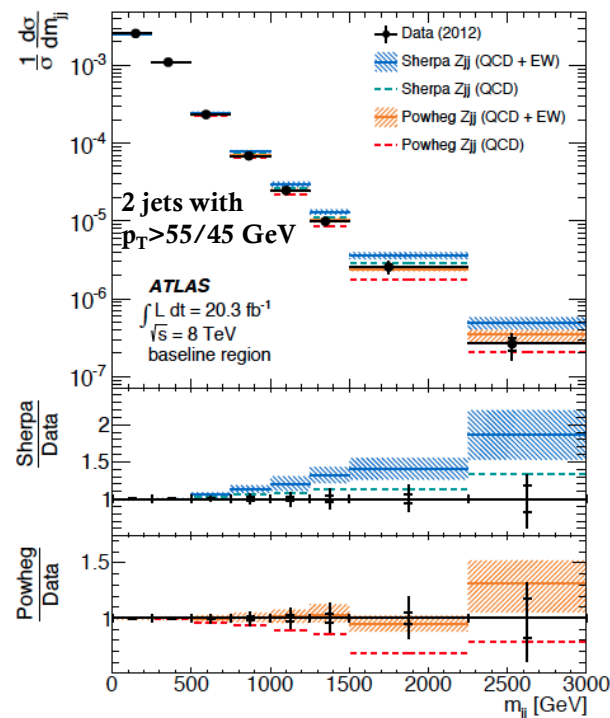 1/σ dσ/dm_jj
10^-3
10^-4
10^-5
10^-6
10^-7
Data (2012)
Sherpa Zjj (QCD + EW)
Sherpa Zjj (QCD)
Powheg Zjj (QCD + EW)
Powheg Zjj (QCD)
2 jets with
p_T>55/45 GeV
ATLAS
∫ L dt = 20.3 fb^-1
√s = 8 TeV
baseline region
Sherpa
Data
2
1.5
1
Powheg
Data
1.5
1
0 500 1000 1500 2000 2500 3000
m_jj [GeV]